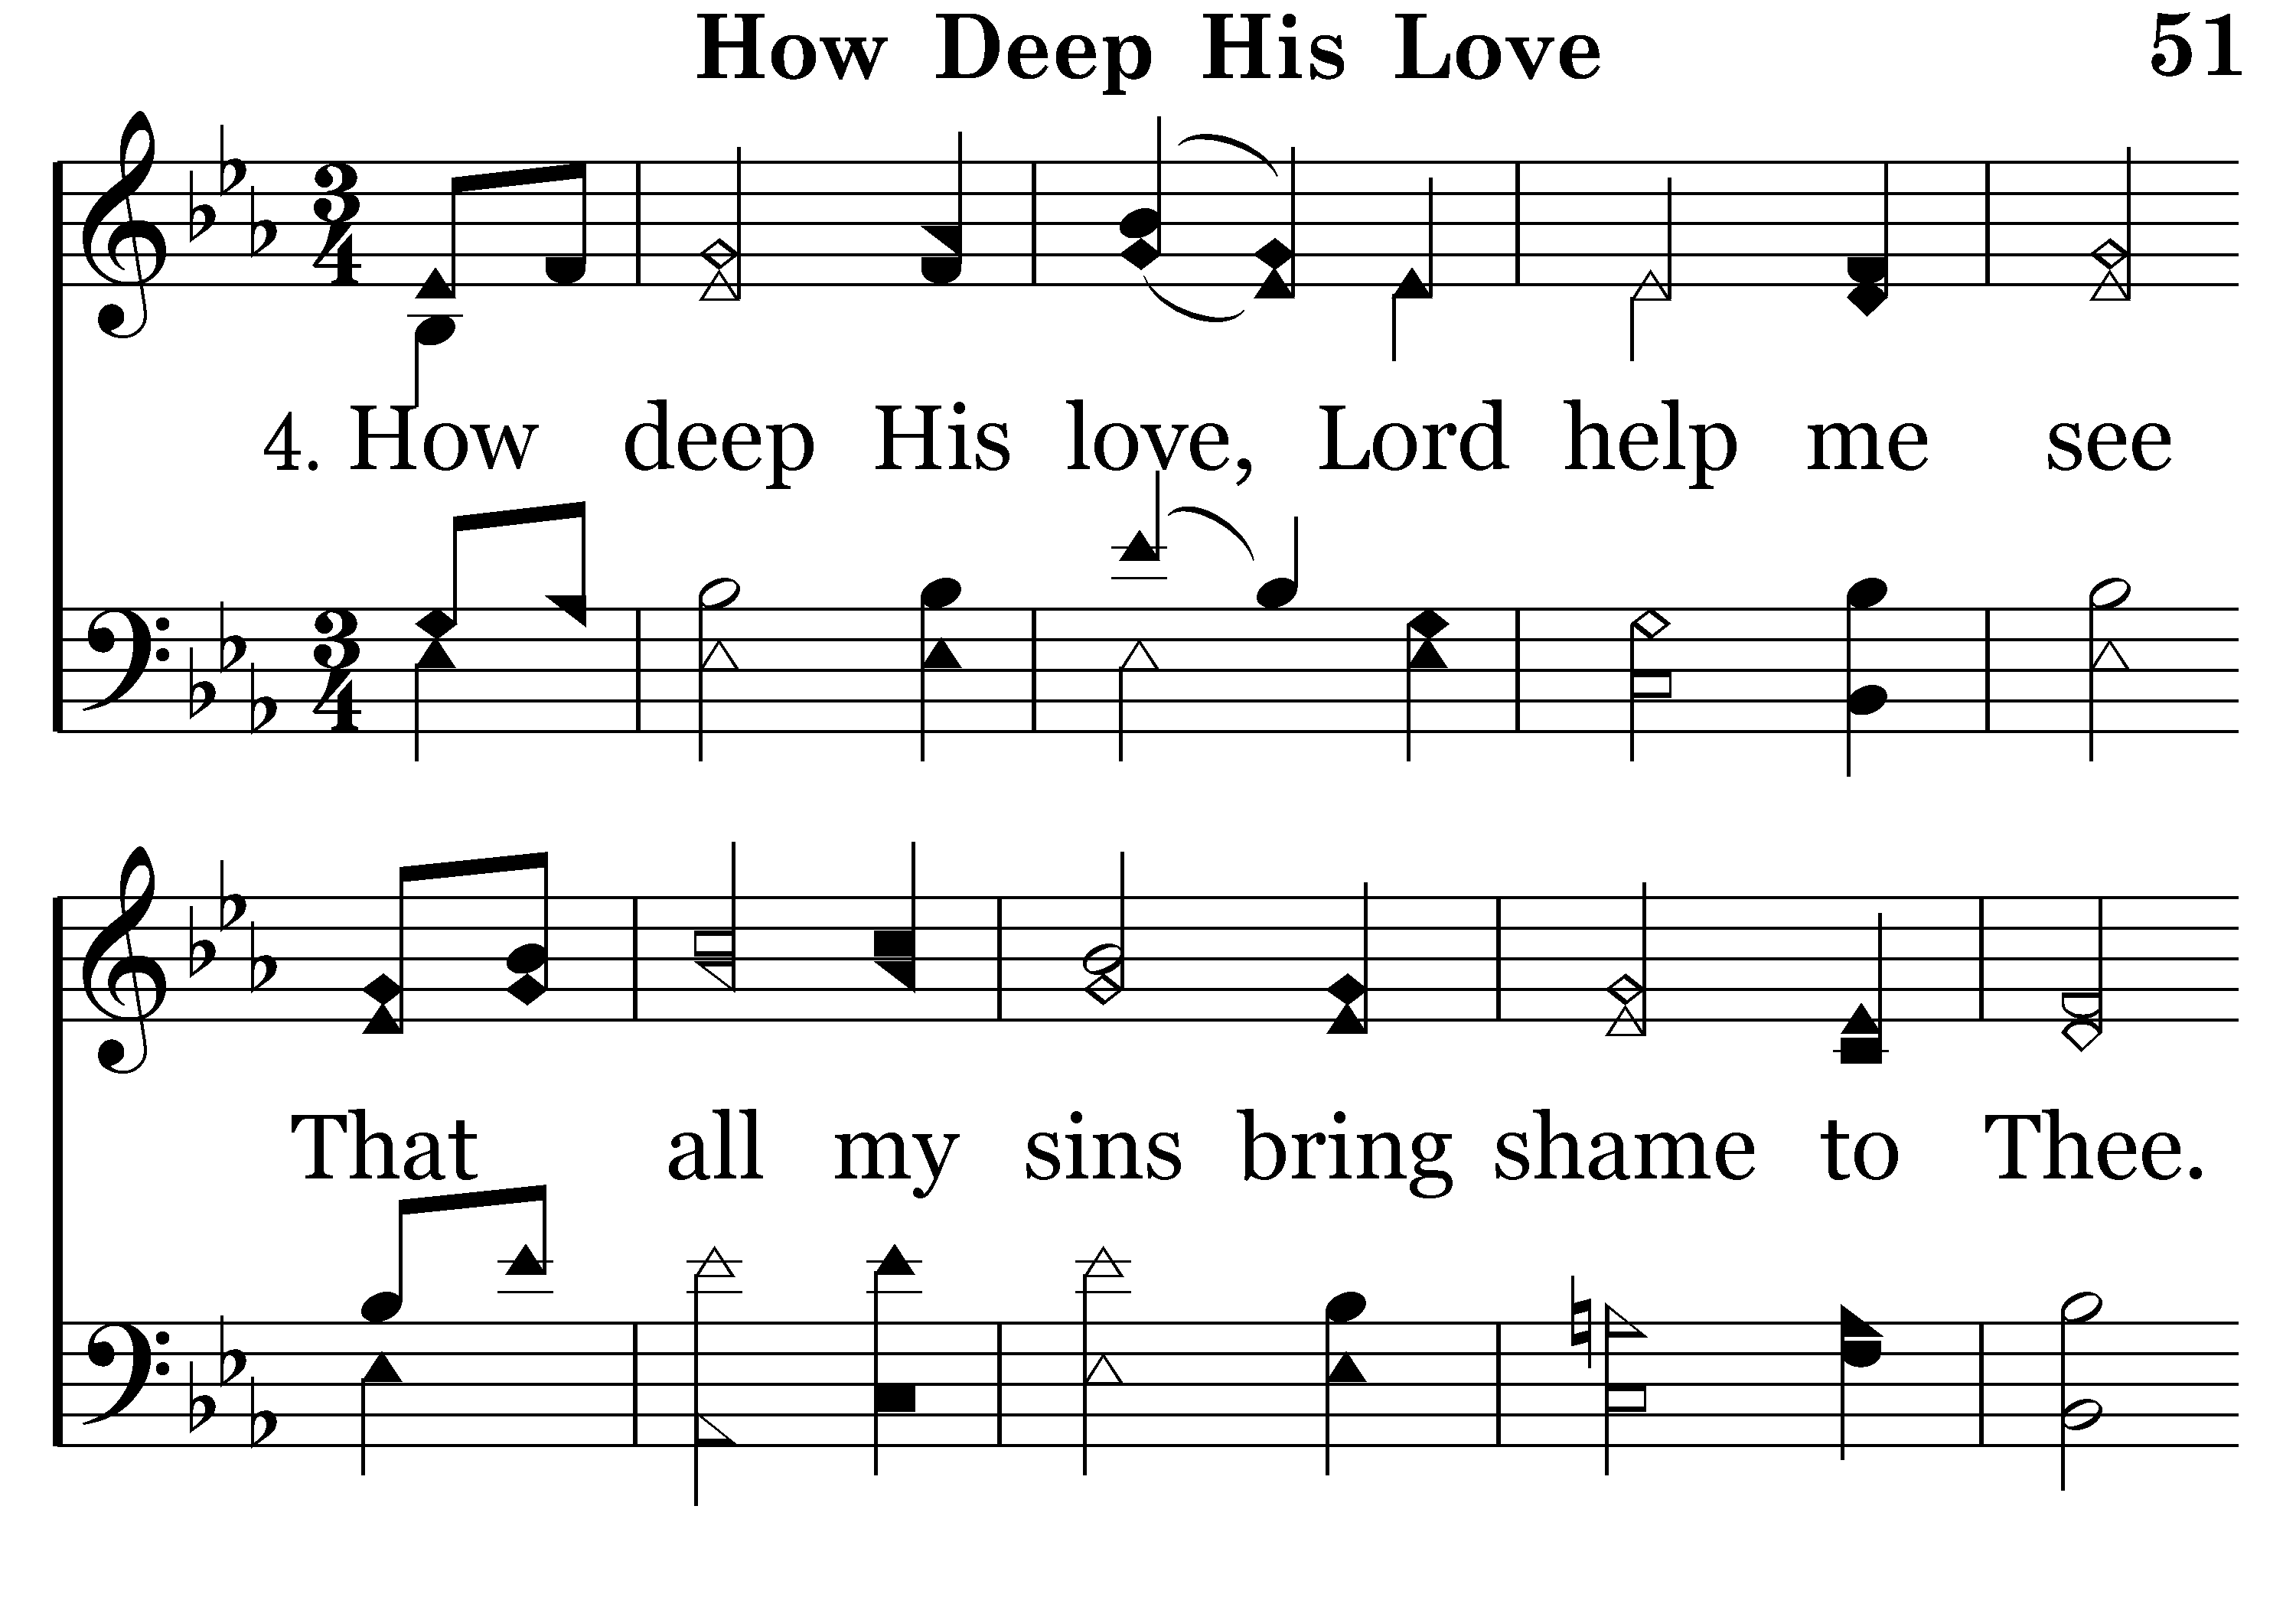 How Deep His Love 51
4. How deep His love, Lord help me see
That all my sins bring shame to Thee.